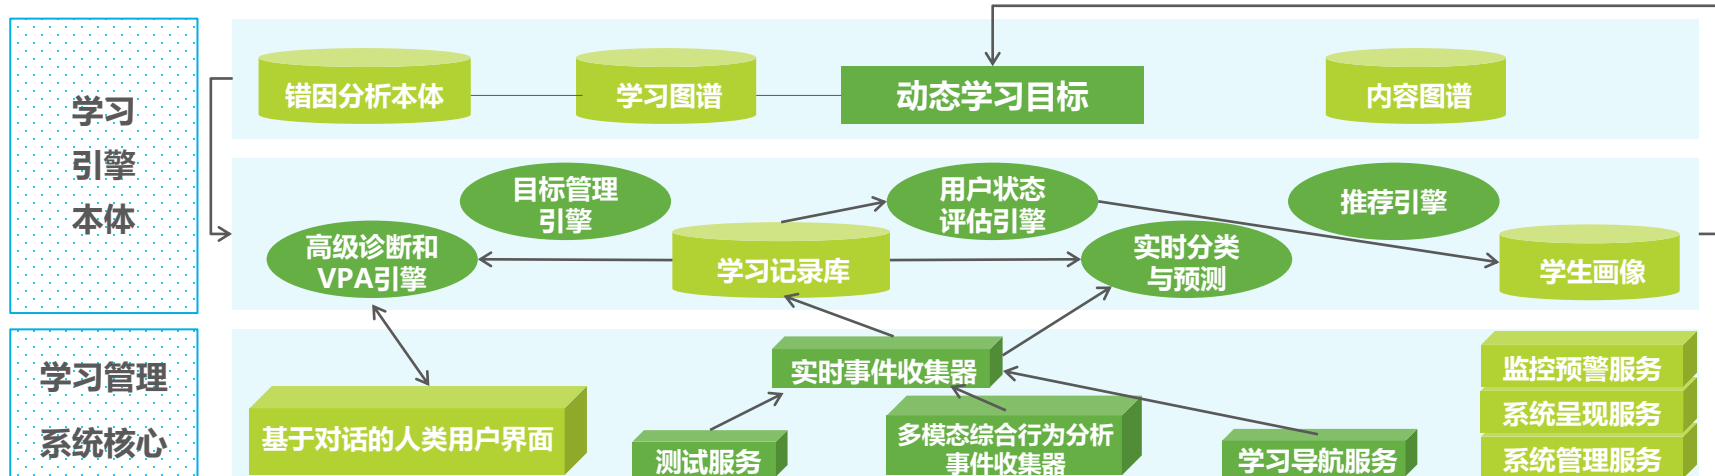 学习
引擎
本体
错因分析本体
学习图谱
动态学习目标
内容图谱
目标管理
引擎
用户状态
评估引擎
推荐引擎
高级诊断和
VPA引擎
学习记录库
实时分类
与预测
学生画像
学习管理
系统核心
实时事件收集器
监控预警服务
基于对话的人类用户界面
多模态综合行为分析
事件收集器
系统呈现服务
测试服务
学习导航服务
系统管理服务